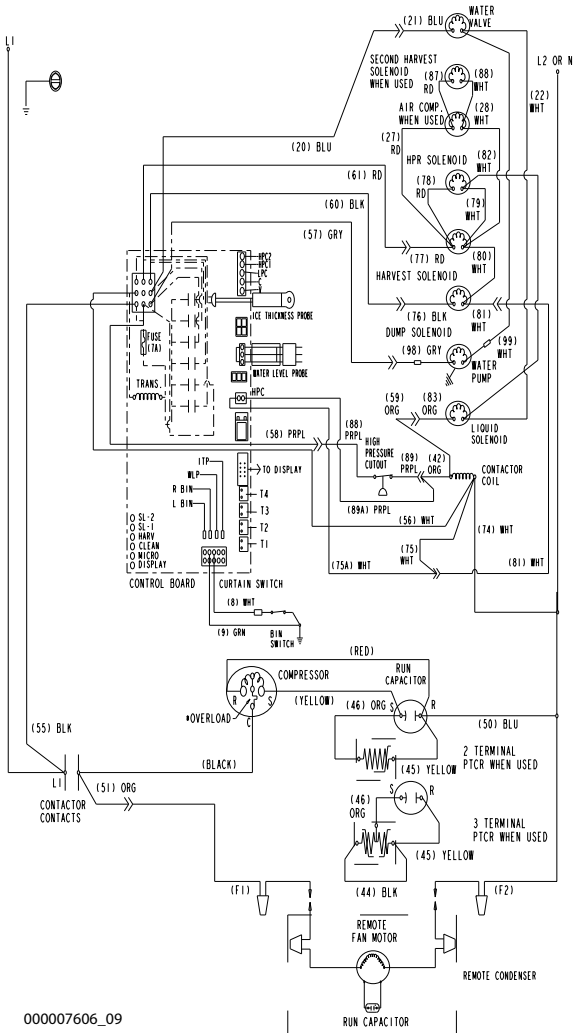 L1
(21) BLU
WATER
VALVE
L2 OR N
SECOND HARVEST
SOLENOID
WHEN USED
(87)
RD
(88)
WHT
(22)
WHT
AIR COMP.
WHEN USED
(28)
WHT
(27)
RD
(20) BLU
HPR SOLENOID
(82)
WHT
(61) RD
(78)
RD
(60) BLK
(79)
WHT
(57) GRY
(77) RD
(80)
WHT
HARVEST SOLENOID
HPC2
HPC1
LPC
C
F
(76) BLK
(81)
WHT
DUMP SOLENOID
ICE THICKNESS PROBE
(99)
WHT
FUSE
(7A)
(98) GRY
WATER
PUMP
WATER LEVEL PROBE
TRANS.
HPC
(59)
ORG
(83)
ORG
LIQUID
SOLENOID
(58) PRPL
(88)
PRPL
HIGH
PRESSURE
CUTOUT
(89)
PRPL
(42)
ORG
CONTACTOR
COIL
TO DISPLAY
ITP
WLP
R BIN
L BIN
(89A) PRPL
T4
T3
T2
T1
(56) WHT
(74) WHT
SL-2
SL-1
HARV
CLEAN
MICRO
DISPLAY
(75)
WHT
(75A) WHT
(81) WHT
CONTROL BOARD
CURTAIN SWITCH
(8) WHT
(9) GRN
BIN
SWITCH
(RED)
COMPRESSOR
RUN
CAPACITOR
R
S
C
*OVERLOAD
(YELLOW)
(46) ORG
S
R
(50) BLU
(55) BLK
2 TERMINAL
PTCR WHEN USED
(BLACK)
(45) YELLOW
L1
(51) ORG
CONTACTOR
CONTACTS
(46)
ORG
S
R
3 TERMINAL
PTCR WHEN USED
(45) YELLOW
(44) BLK
(F1)
(F2)
REMOTE
FAN MOTOR
REMOTE CONDENSER
RUN CAPACITOR
000007606_09